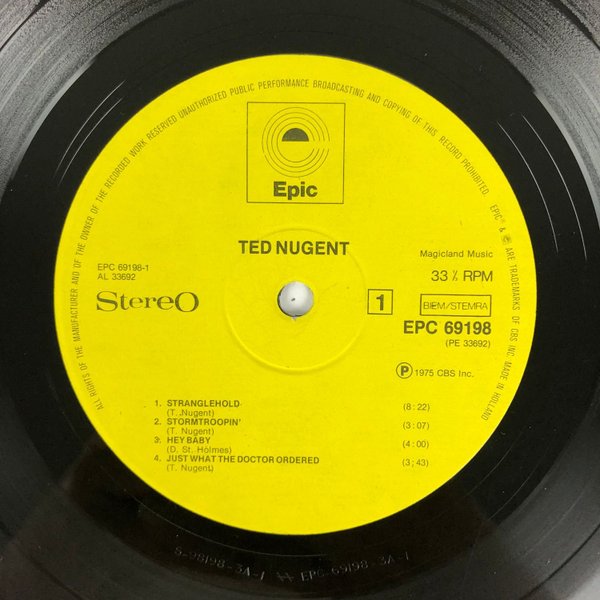 ALL RIGHTS OF THE MANUFACTURER AND OF THE OWNER OF THE RECORDED WORK RESERVED UNAUTHORIZED PUBLIC PERFORMANCE BROADCASTING AND COPYING OF THIS RECORD PROHIBITED. EPIC® & ARE TRADEMARKS OF CBS INC. MADE IN HOLLAND
Epic
TED NUGENT
EPC 69198-1
AL 33692
StereO
Magicland Music
33 ⅓ RPM
1
BIEM/STEMRA
EPC 69198
(PE 33692)
Ⓟ 1975 CBS Inc.
1. STRANGLEHOLD (8:22)
(T. Nugent)
2. STORMTROOPIN' (3:07)
(T. Nugent)
3. HEY BABY (4:00)
(D. St. Holmes)
4. JUST WHAT THE DOCTOR ORDERED (3;43)
(T. Nugent)
EPC-69198-3A-1